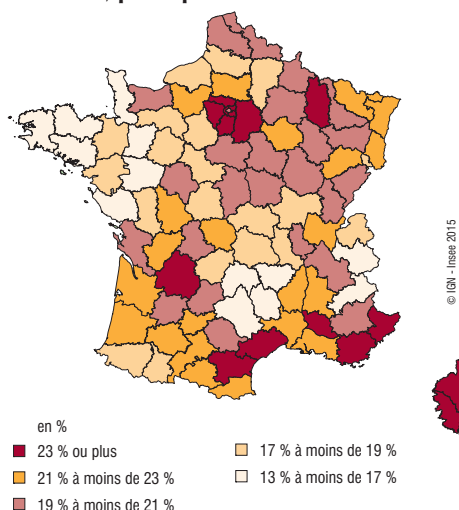 © IGN - Insee 2015
en %
23 % ou plus
21 % à moins de 23 %
19 % à moins de 21 %
17 % à moins de 19 %
13 % à moins de 17 %